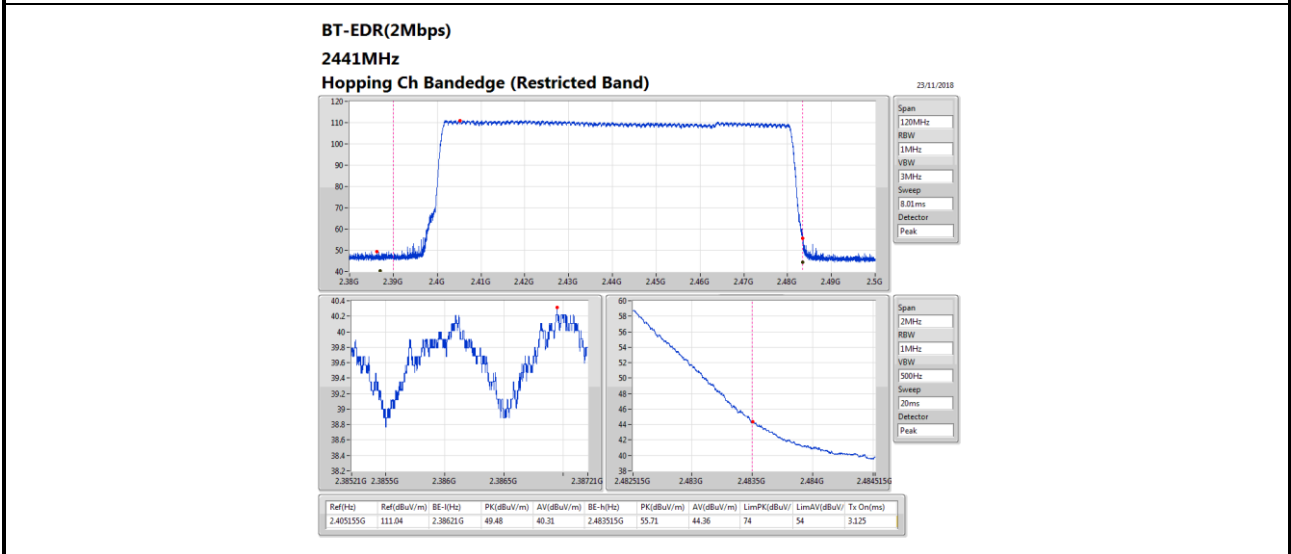 BT-EDR(2Mbps)
2441MHz
Hopping Ch Bandedge (Restricted Band)
23/11/2018
120
110
100
90
80
70
60
50
40
2.38G 2.39G 2.4G 2.41G 2.42G 2.43G 2.44G 2.45G 2.46G 2.47G 2.48G 2.49G 2.5G
Span
120MHz
RBW
1MHz
VBW
3MHz
Sweep
8.01ms
Detector
Peak
40.4
40.2
40
39.8
39.6
39.4
39.2
39
38.8
38.6
38.4
38.2
2.38521G 2.3855G 2.386G 2.3865G 2.38721G
60
58
56
54
52
50
48
46
44
42
40
38
2.482515G 2.483G 2.4835G 2.484G 2.484515G
Span
2MHz
RBW
1MHz
VBW
500Hz
Sweep
20ms
Detector
Peak
Ref(Hz) Ref(dBuV/m) BE-l(Hz) PK(dBuV/m) AV(dBuV/m) BE-h(Hz) PK(dBuV/m) AV(dBuV/m) LimPK(dBuV/ LimAV(dBuV/ Tx On(ms)
2.405155G 111.04 2.38621G 49.48 40.31 2.483515G 55.71 44.36 74 54 3.125